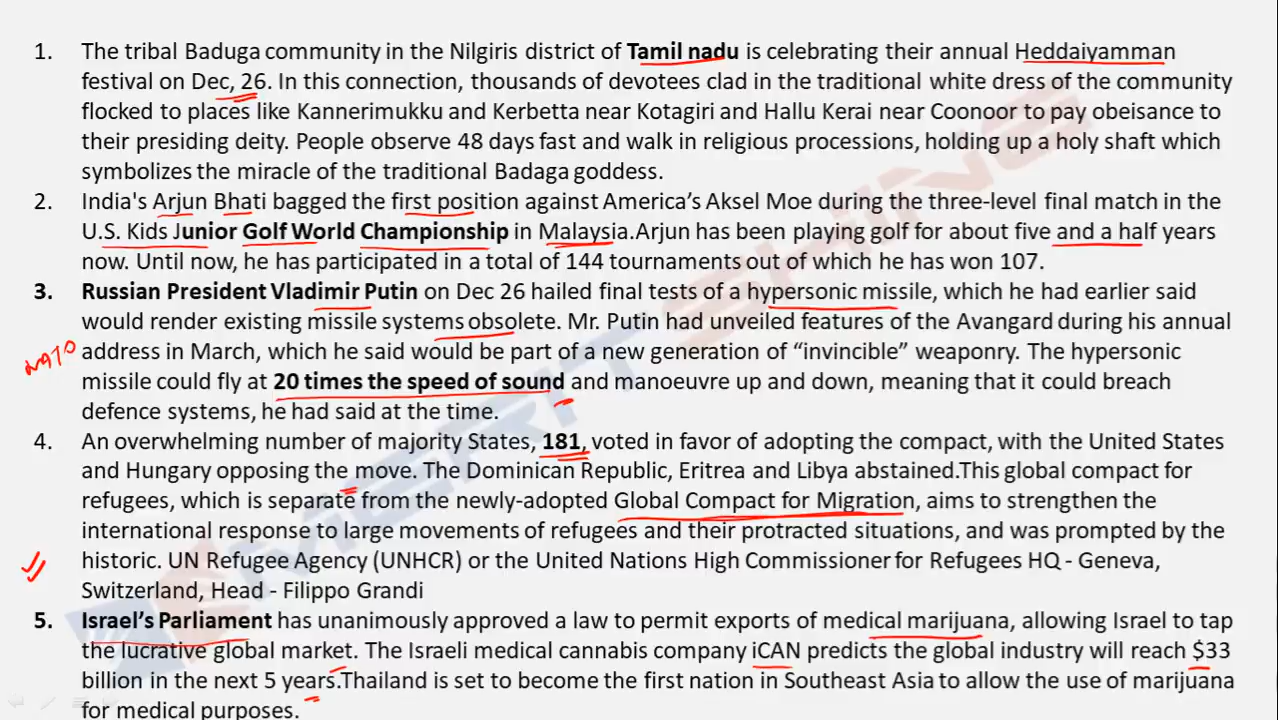 1. The tribal Baduga community in the Nilgiris district of Tamil nadu is celebrating their annual Heddaiyamman
festival on Dec, 26. In this connection, thousands of devotees clad in the traditional white dress of the community
flocked to places like Kannerimukku and Kerbetta near Kotagiri and Hallu Kerai near Coonoor to pay obeisance to
their presiding deity. People observe 48 days fast and walk in religious processions, holding up a holy shaft which
symbolizes the miracle of the traditional Badaga goddess.
2. India's Arjun Bhati bagged the first position against America’s Aksel Moe during the three-level final match in the
U.S. Kids Junior Golf World Championship in Malaysia.Arjun has been playing golf for about five and a half years
now. Until now, he has participated in a total of 144 tournaments out of which he has won 107.
3. Russian President Vladimir Putin on Dec 26 hailed final tests of a hypersonic missile, which he had earlier said
would render existing missile systems obsolete. Mr. Putin had unveiled features of the Avangard during his annual
address in March, which he said would be part of a new generation of “invincible” weaponry. The hypersonic
missile could fly at 20 times the speed of sound and manoeuvre up and down, meaning that it could breach
defence systems, he had said at the time.
4. An overwhelming number of majority States, 181, voted in favor of adopting the compact, with the United States
and Hungary opposing the move. The Dominican Republic, Eritrea and Libya abstained.This global compact for
refugees, which is separate from the newly-adopted Global Compact for Migration, aims to strengthen the
international response to large movements of refugees and their protracted situations, and was prompted by the
historic. UN Refugee Agency (UNHCR) or the United Nations High Commissioner for Refugees HQ - Geneva,
Switzerland, Head - Filippo Grandi
5. Israel’s Parliament has unanimously approved a law to permit exports of medical marijuana, allowing Israel to tap
the lucrative global market. The Israeli medical cannabis company iCAN predicts the global industry will reach $33
billion in the next 5 years.Thailand is set to become the first nation in Southeast Asia to allow the use of marijuana
for medical purposes.
MERIT SHINE